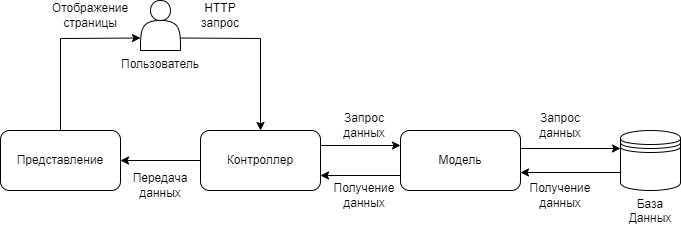 Отображение
страницы
HTTP
запрос
Пользователь
Запрос
данных
Запрос
данных
Представление
Контроллер
Модель
Передача
данных
Получение
данных
Получение
данных
База
Данных